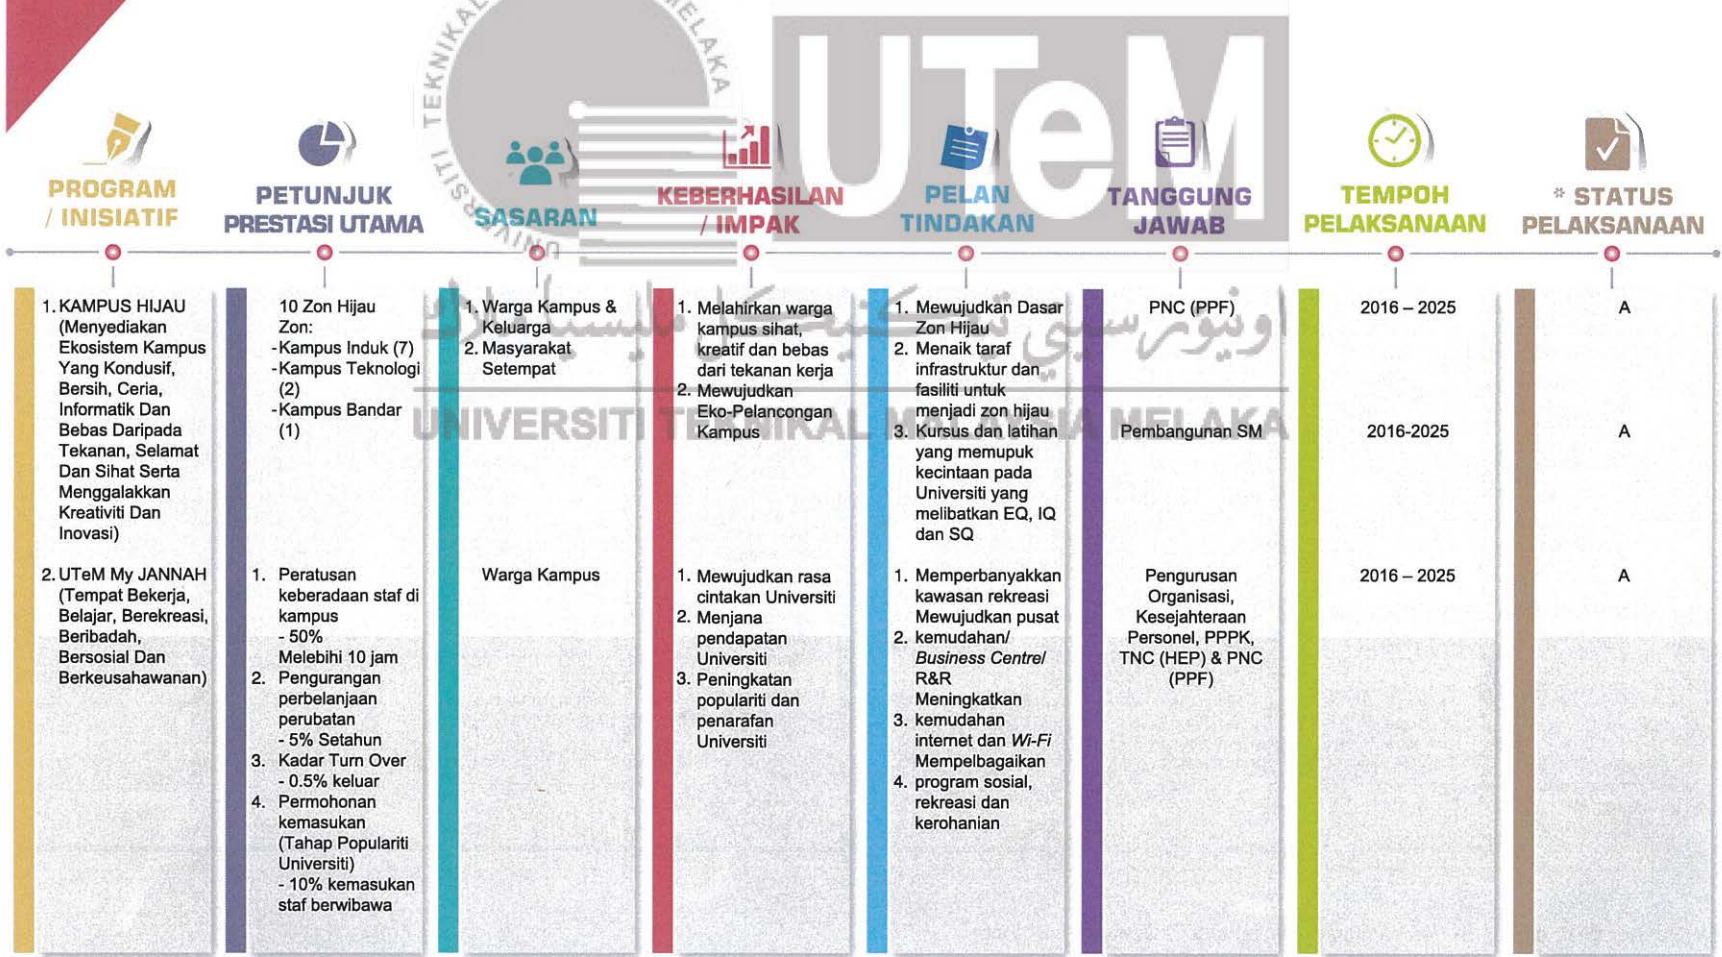 UTeM
UNIVERSITI TEKNIKAL MALAYSIA MELAKA
اونيورسيتي تيكنيكل مليسيا ملاك
PROGRAM
/ INISIATIF
PETUNJUK
PRESTASI UTAMA
SASARAN
KEBERHASILAN
/ IMPAK
PELAN
TINDAKAN
TANGGUNG
JAWAB
TEMPOH
PELAKSANAAN
* STATUS
PELAKSANAAN
1. KAMPUS HIJAU
(Menyediakan
Ekosistem Kampus
Yang Kondusif,
Bersih, Ceria,
Informatik Dan
Bebas Daripada
Tekanan, Selamat
Dan Sihat Serta
Menggalakkan
Kreativiti Dan
Inovasi)
10 Zon Hijau
Zon:
-Kampus Induk (7)
-Kampus Teknologi
(2)
-Kampus Bandar
(1)
1. Warga Kampus &
Keluarga
2. Masyarakat
Setempat
1. Melahirkan warga
kampus sihat,
kreatif dan bebas
dari tekanan kerja
2. Mewujudkan
Eko-Pelancongan
Kampus
1. Mewujudkan Dasar
Zon Hijau
2. Menaik taraf
infrastruktur dan
fasiliti untuk
menjadi zon hijau
3. Kursus dan latihan
yang memupuk
kecintaan pada
Universiti yang
melibatkan EQ, IQ
dan SQ
PNC (PPF)
Pembangunan SM
2016 – 2025
2016-2025
A
A
2. UTeM My JANNAH
(Tempat Bekerja,
Belajar, Berekreasi,
Beribadah,
Bersosial Dan
Berkeusahawanan)
1. Peratusan
keberadaan staf di
kampus
- 50%
Melebihi 10 jam
2. Pengurangan
perbelanjaan
perubatan
- 5% Setahun
3. Kadar Turn Over
- 0.5% keluar
4. Permohonan
kemasukan
(Tahap Populariti
Universiti)
- 10% kemasukan
staf berwibawa
Warga Kampus
1. Mewujudkan rasa
cintakan Universiti
2. Menjana
pendapatan
Universiti
3. Peningkatan
populariti dan
penarafan
Universiti
1. Memperbanyakkan
kawasan rekreasi
Mewujudkan pusat
2. kemudahan/
Business Centre/
R&R
Meningkatkan
3. kemudahan
internet dan Wi-Fi
Mempelbagaikan
4. program sosial,
rekreasi dan
kerohanian
Pengurusan
Organisasi,
Kesejahteraan
Personel, PPPK,
TNC (HEP) & PNC
(PPF)
2016 – 2025
A